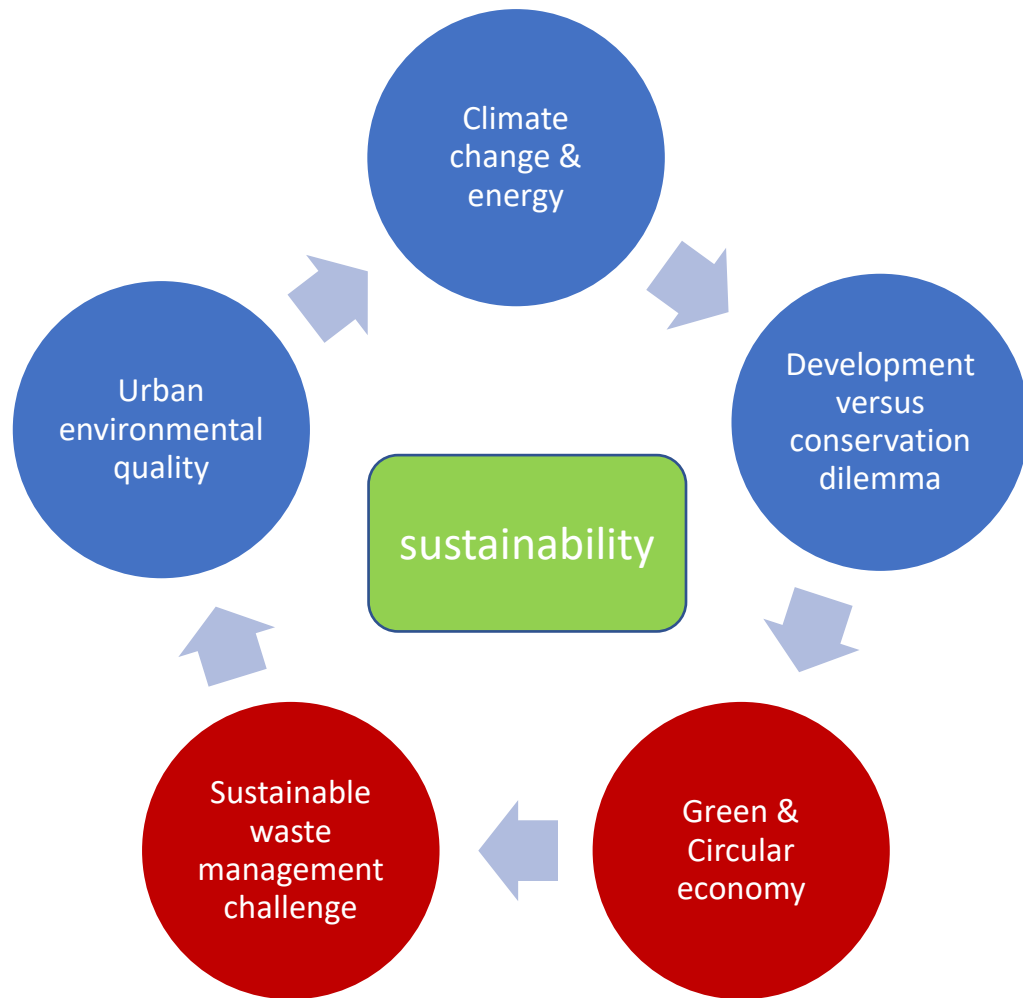 Climate
change &
energy
Development
versus
conservation
dilemma
Green &
Circular
economy
Sustainable
waste
management
challenge
Urban
environmental
quality
sustainability